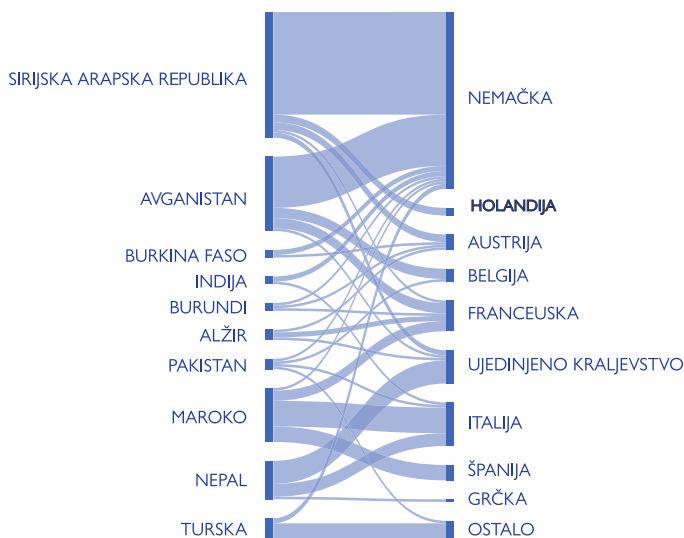 SIRIJSKA ARAPSKA REPUBLIKA
AVGANISTAN
BURKINA FASO
INDIJA
BURUNDI
ALŽIR
PAKISTAN
MAROKO
NEPAL
TURSKA
NEMAČKA
HOLANDIJA
AUSTRIJA
BELGIJA
FRANCEUSKA
UJEDINJENO KRALJEVSTVO
ITALIJA
ŠPANIJA
GRČKA
OSTALO